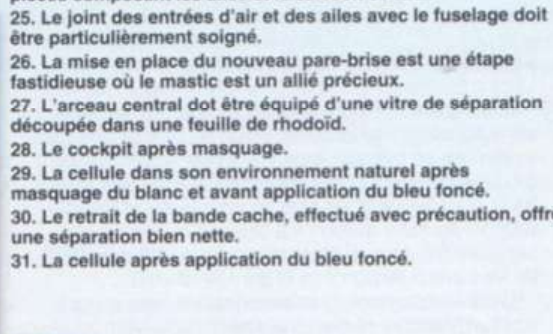 25. Le joint des entrées d'air et des ailes avec le fuselage doit
être particulièrement soigné.
26. La mise en place du nouveau pare-brise est une étape
fastidieuse où le mastic est un allié précieux.
27. L'arceau central dot être équipé d'une vitre de séparation
découpée dans une feuille de rhodoïd.
28. Le cockpit après masquage.
29. La cellule dans son environnement naturel après
masquage du blanc et avant application du bleu foncé.
30. Le retrait de la bande cache, effectué avec précaution, offre
une séparation bien nette.
31. La cellule après application du bleu foncé.